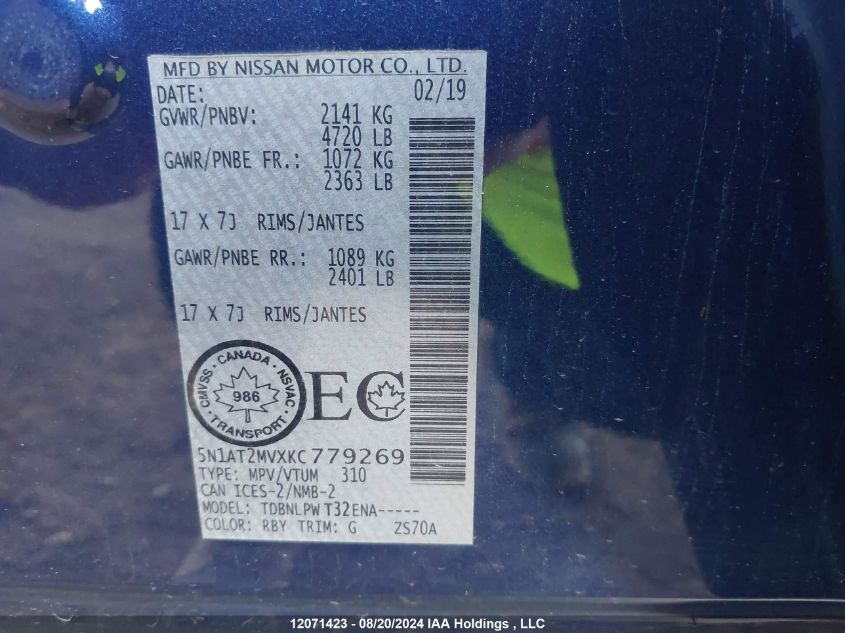 MFD BY NISSAN MOTOR CO., LTD.
DATE: 02/19
GVWR/PNBV: 2141 KG
4720 LB
GAWR/PNBE FR.: 1072 KG
2363 LB
17 X 7J RIMS/JANTES
GAWR/PNBE RR.: 1089 KG
2401 LB
17 X 7J RIMS/JANTES
CMVSS · CANADA · NSVAC
986
TRANSPORT
EC
5N1AT2MVXKC779269
TYPE: MPV/VTUM 310
CAN ICES-2/NMB-2
MODEL: TDBNLPW T32ENA-----
COLOR: RBY TRIM: G ZS70A
12071423 - 08/20/2024 IAA Holdings , LLC